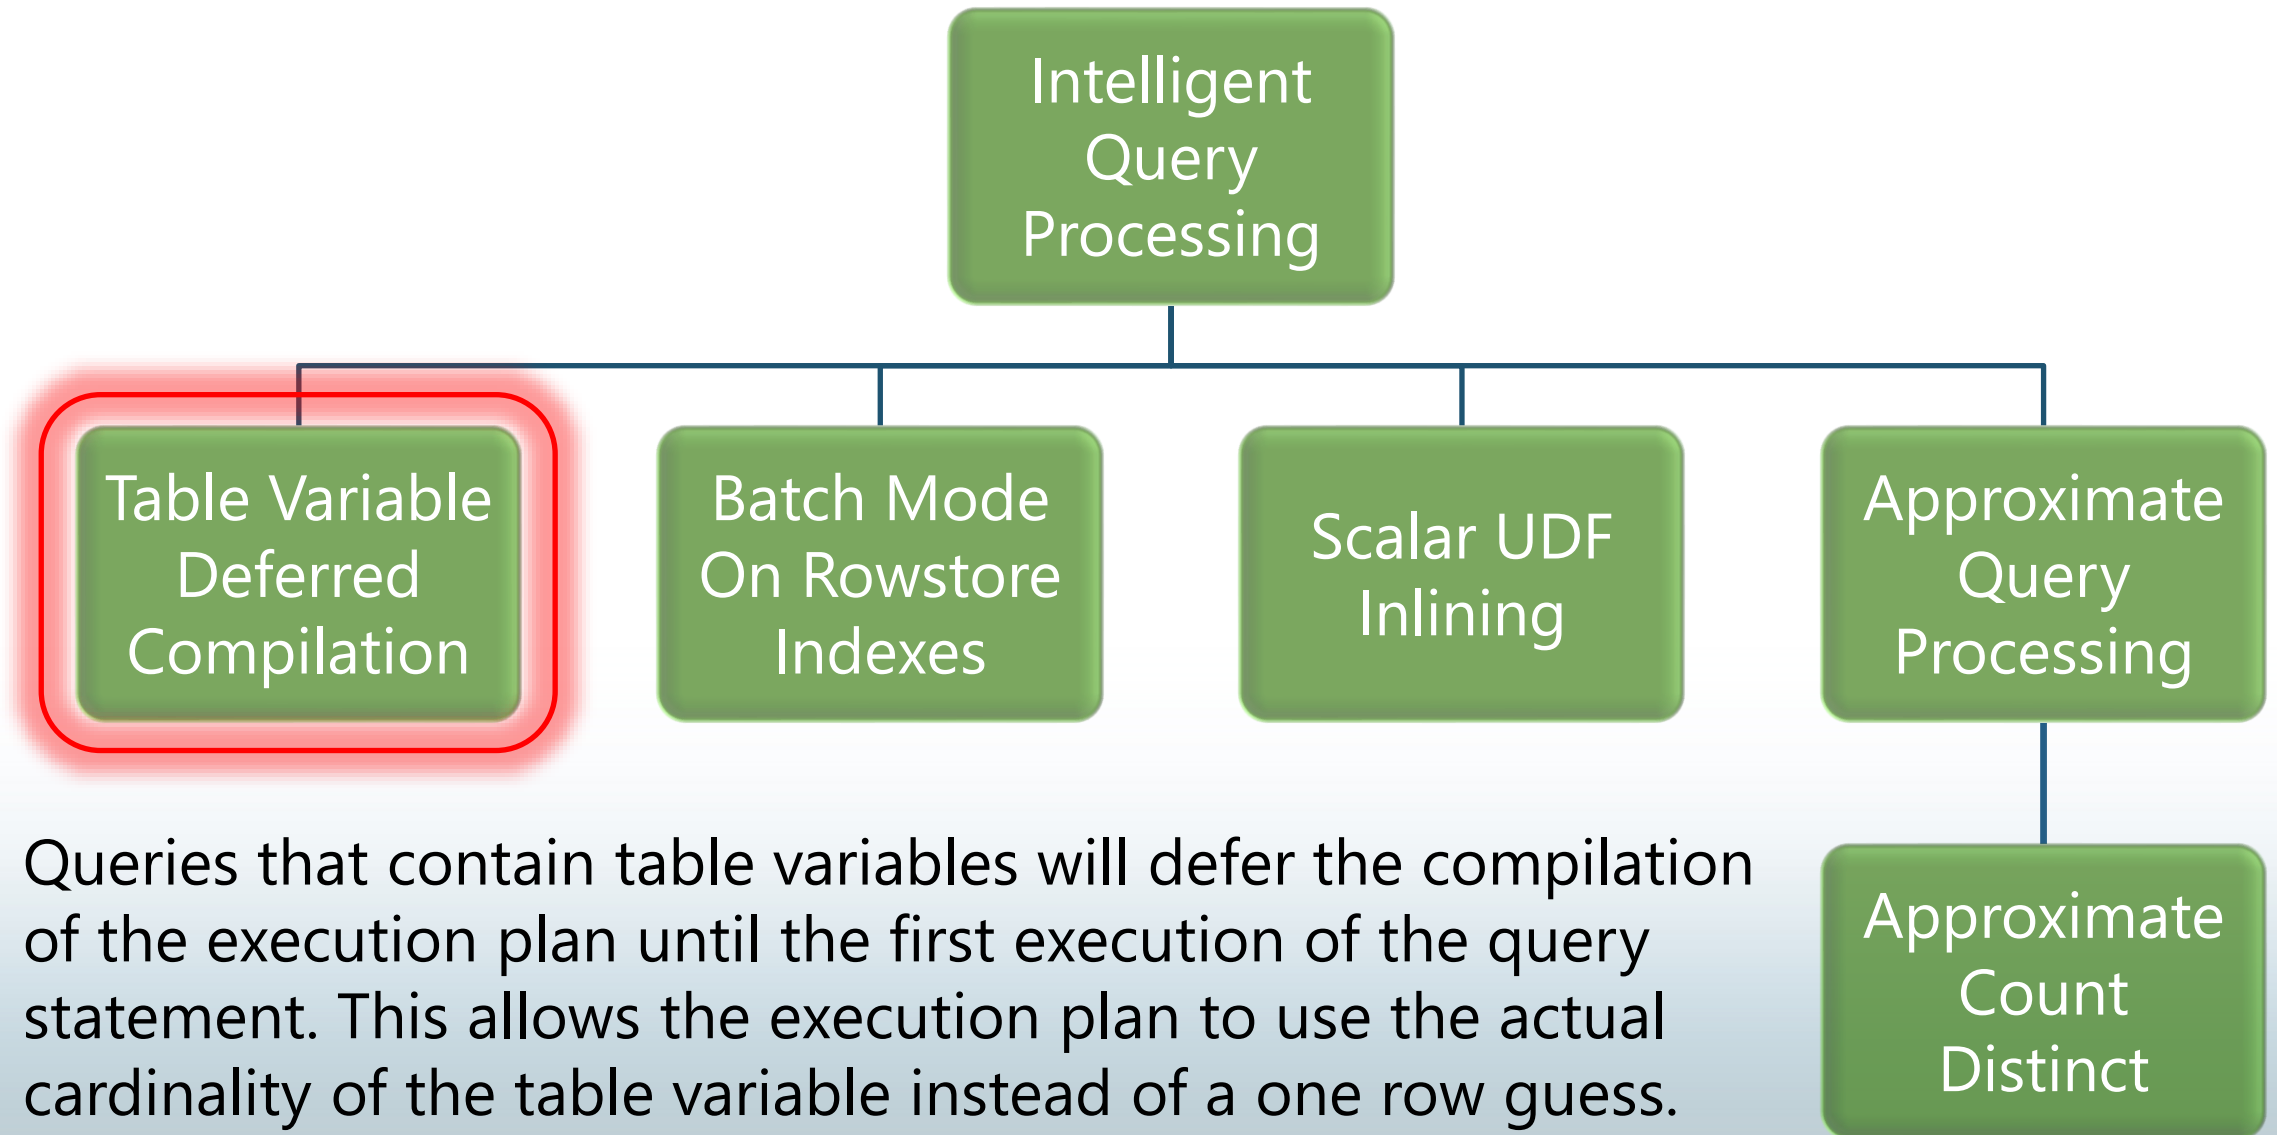 Intelligent
Query
Processing
Table Variable
Deferred
Compilation
Batch Mode
On Rowstore
Indexes
Scalar UDF
Inlining
Approximate
Query
Processing
Approximate
Count
Distinct
Queries that contain table variables will defer the compilation
of the execution plan until the first execution of the query
statement. This allows the execution plan to use the actual
cardinality of the table variable instead of a one row guess.